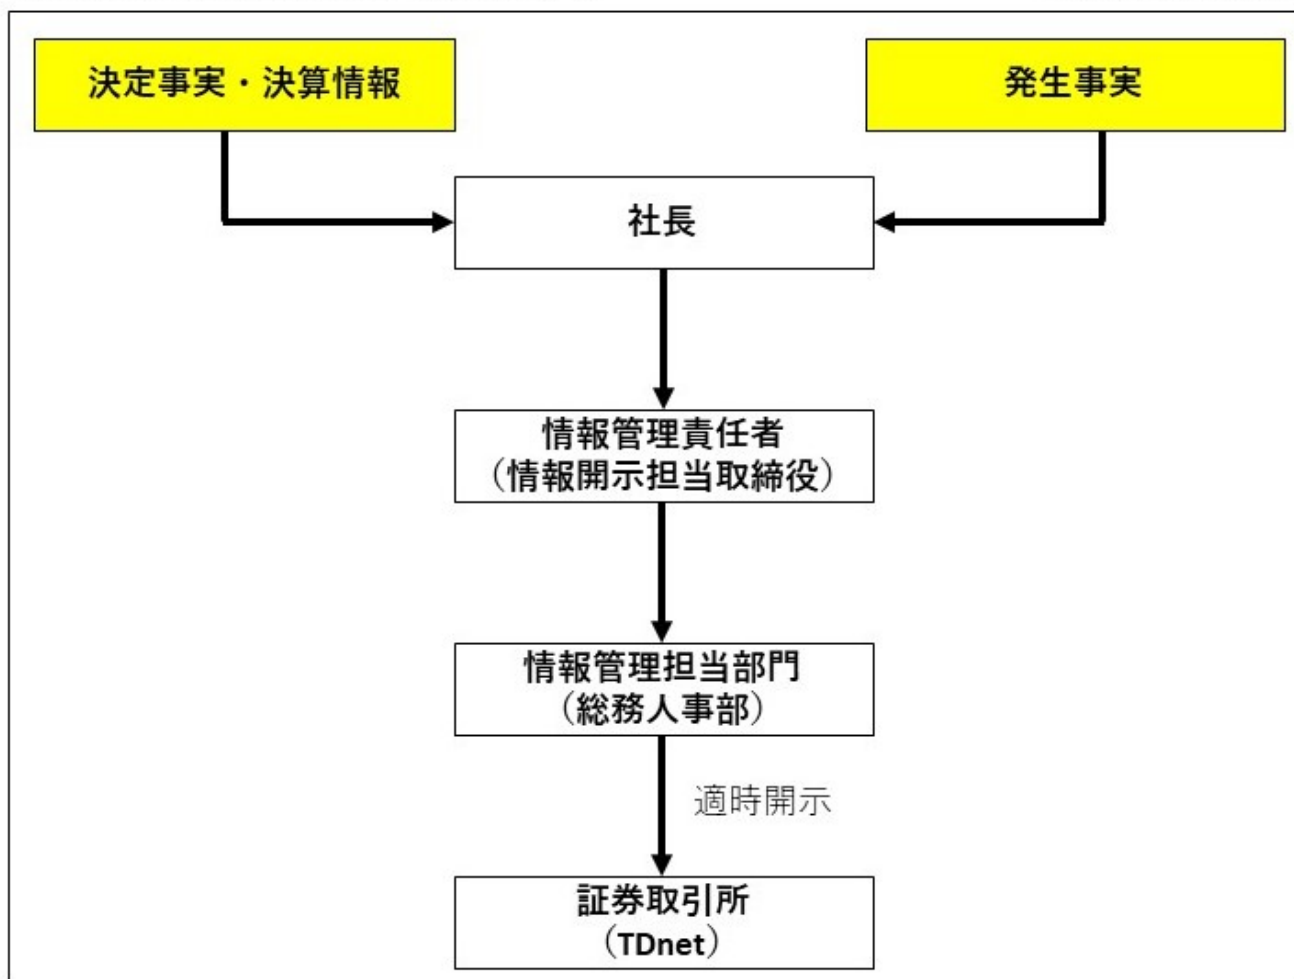 決定事実・決算情報
発生事実
社長
情報管理責任者
（情報開示担当取締役）
情報管理担当部門
（総務人事部）
適時開示
証券取引所
（TDnet）